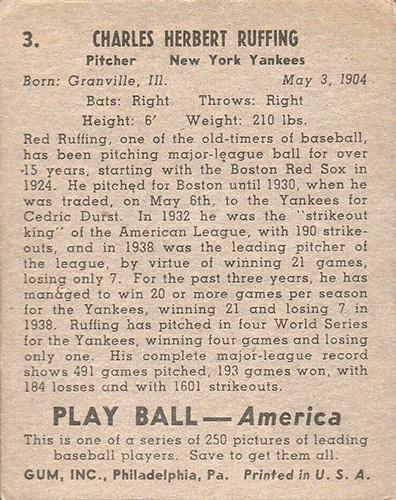 3. CHARLES HERBERT RUFFING
Pitcher New York Yankees
Born: Granville, Ill. May 3, 1904
Bats: Right Throws: Right
Height: 6' Weight: 210 lbs.
Red Ruffing, one of the old-timers of baseball,
has been pitching major-league ball for over
15 years, starting with the Boston Red Sox in
1924. He pitched for Boston until 1930, when he
was traded, on May 6th, to the Yankees for
Cedric Durst. In 1932 he was the "strikeout
king" of the American League, with 190 strike-
outs, and in 1938 was the leading pitcher of
the league, by virtue of winning 21 games,
losing only 7. For the past three years, he has
managed to win 20 or more games per season
for the Yankees, winning 21 and losing 7 in
1938. Ruffing has pitched in four World Series
for the Yankees, winning four games and losing
only one. His complete major-league record
shows 491 games pitched, 193 games won, with
184 losses and with 1601 strikeouts.
PLAY BALL — America
This is one of a series of 250 pictures of leading
baseball players. Save to get them all.
GUM, INC., Philadelphia, Pa. Printed in U. S. A.